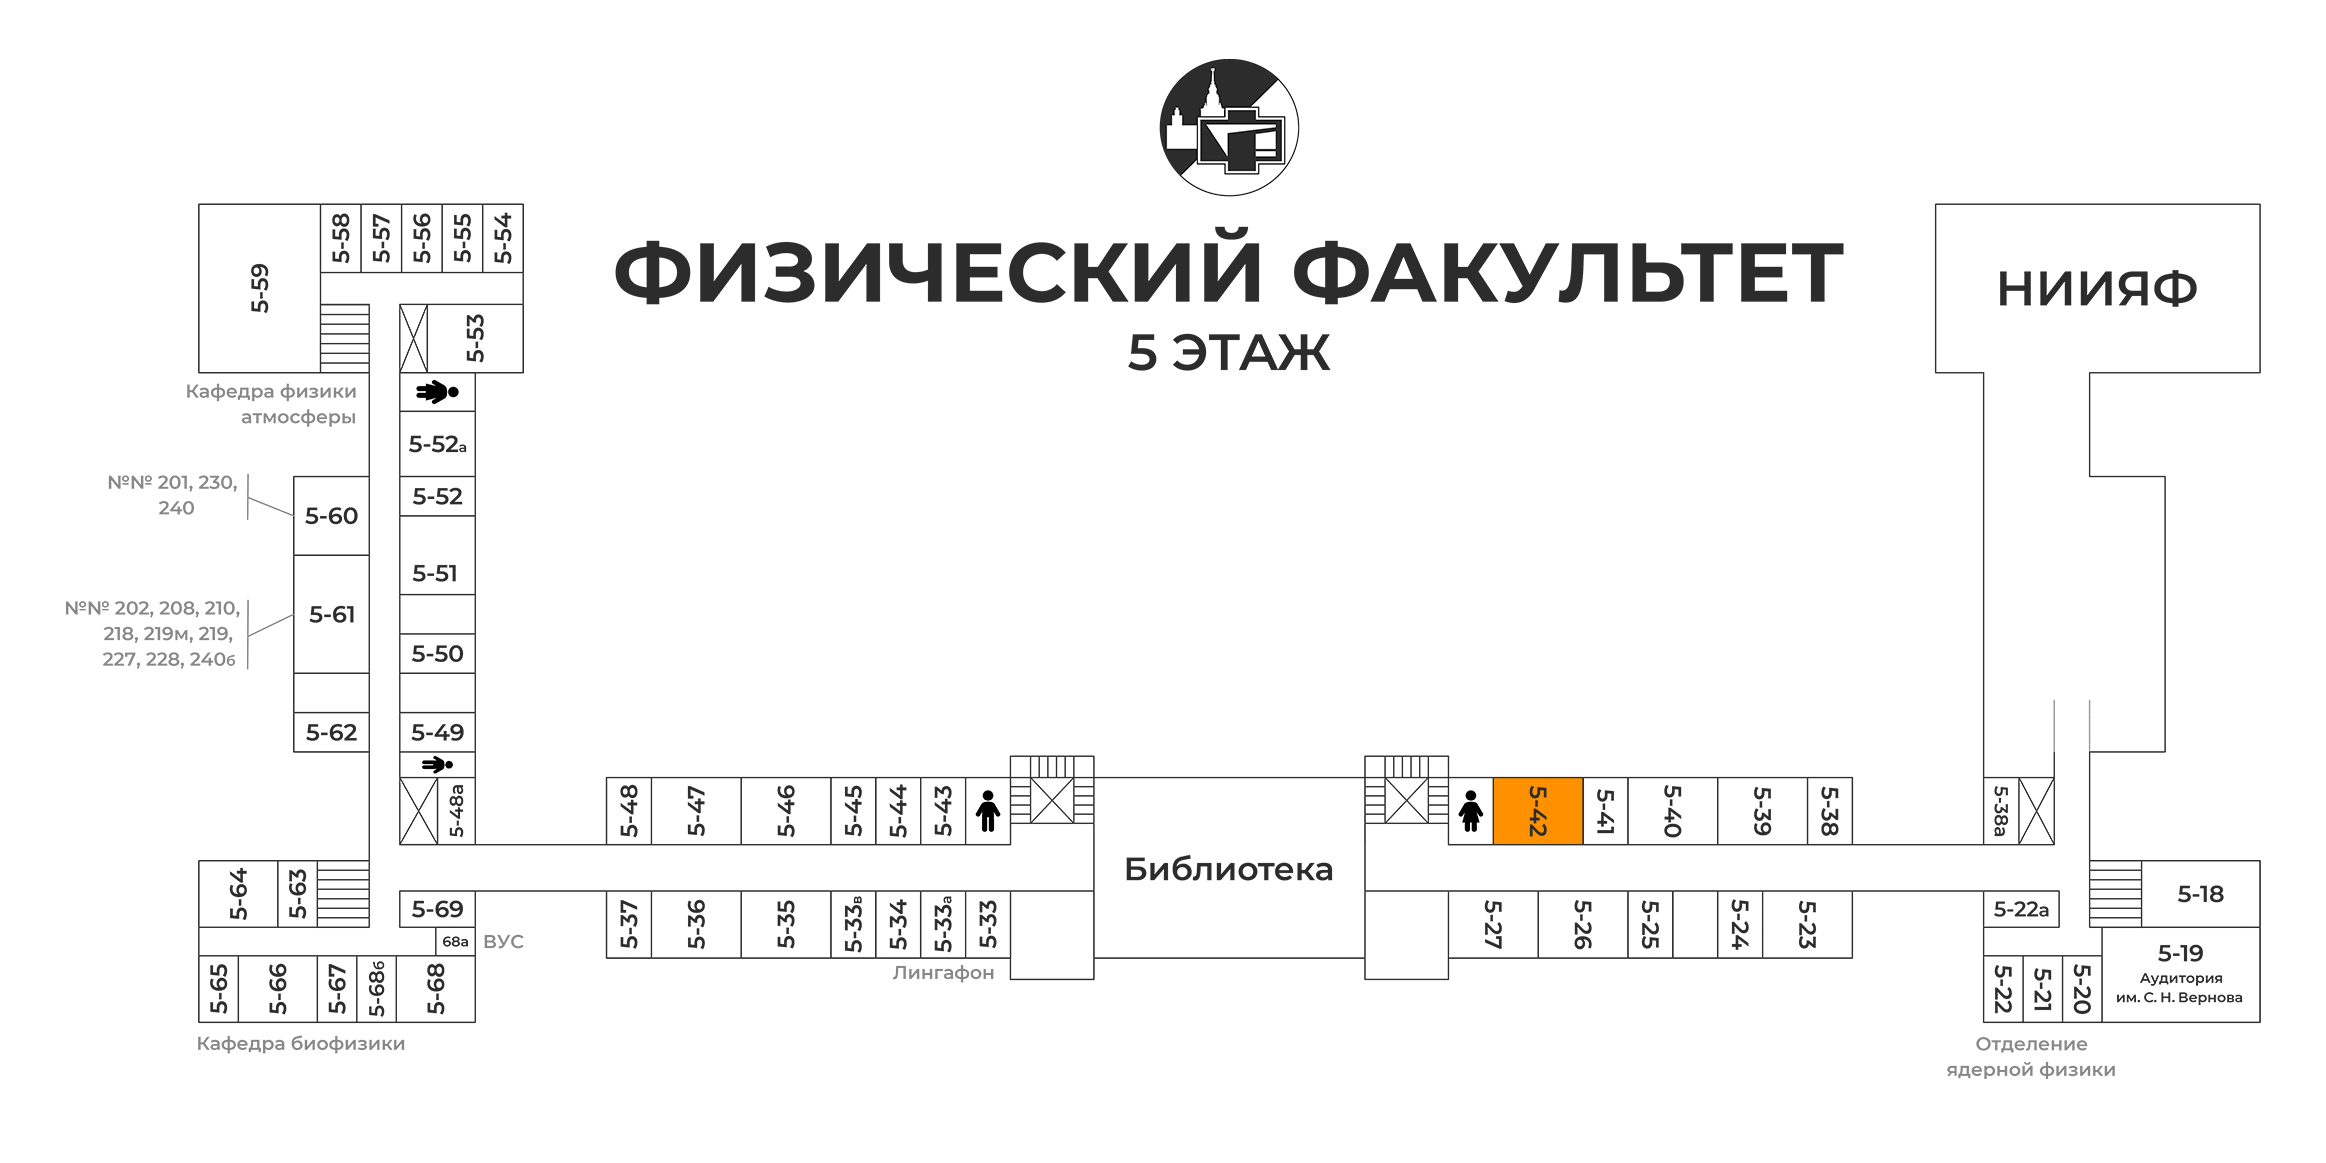 ФИЗИЧЕСКИЙ ФАКУЛЬТЕТ
5 ЭТАЖ
5-59
5-58
5-57
5-56
5-55
5-54
5-53
Кафедра физики
атмосферы
5-52а
5-52
5-51
5-50
5-49
5-48а
№№ 201, 230,
240
5-60
№№ 202, 208, 210,
218, 219м, 219,
227, 228, 240б
5-61
5-62
5-64
5-63
5-69
68а
ВУС
5-65
5-66
5-67
5-68б
5-68
Кафедра биофизики
5-48
5-47
5-46
5-45
5-44
5-43
5-37
5-36
5-35
5-33в
5-34
5-33а
5-33
Лингафон
Библиотека
5-42
5-41
5-40
5-39
5-38
5-27
5-26
5-25
5-24
5-23
НИИЯФ
5-38а
5-22а
5-18
5-19
Аудитория
им. С. Н. Вернова
5-22
5-21
5-20
Отделение
ядерной физики